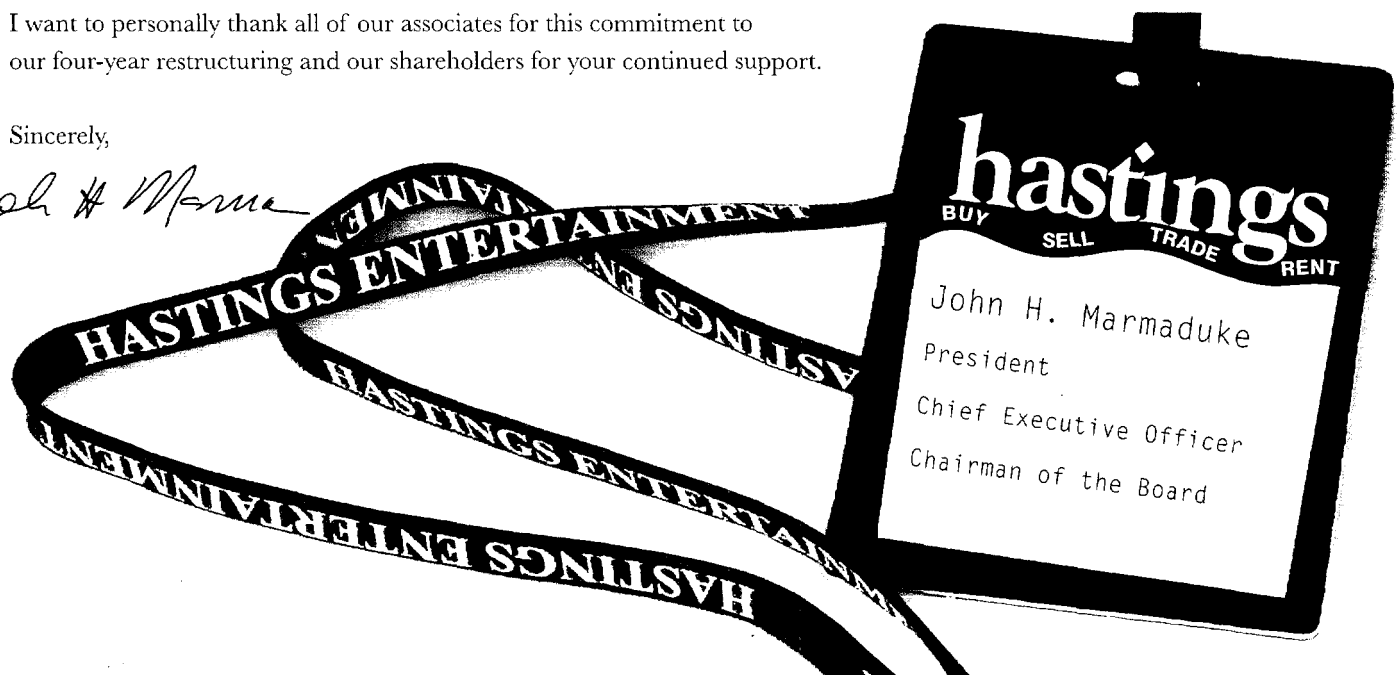 I want to personally thank all of our associates for this commitment to
our four-year restructuring and our shareholders for your continued support.
Sincerely,
HASTINGS ENTERTAINMENT
HASTINGS ENTERTAINMENT
HASTINGS ENTERTAINM
hastings
BUY SELL TRADE RENT
John H. Marmaduke
President
Chief Executive Officer
Chairman of the Board